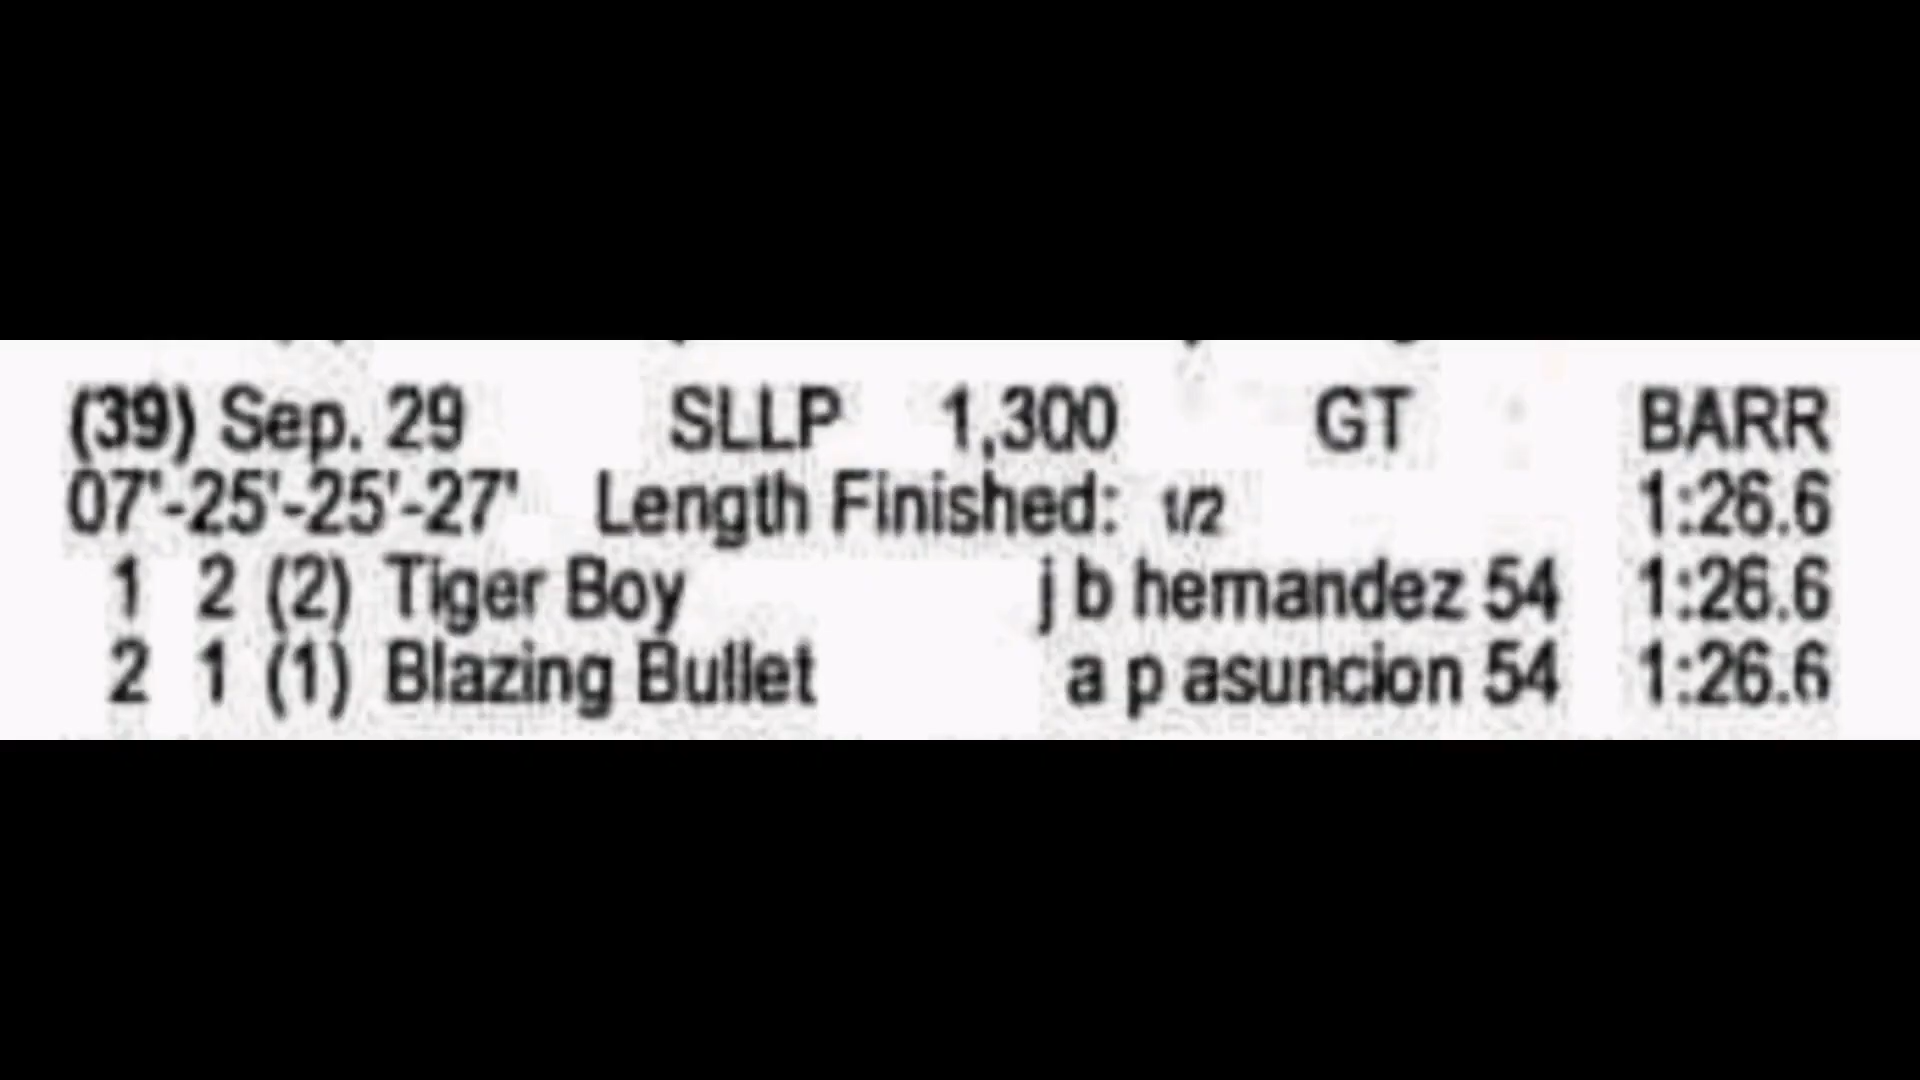 (39) Sep. 29 SLLP 1,300 GT BARR
07'-25'-25'-27' Length Finished: 1/2 1:26.6
1 2 (2) Tiger Boy j b hernandez 54 1:26.6
2 1 (1) Blazing Bullet a p asuncion 54 1:26.6